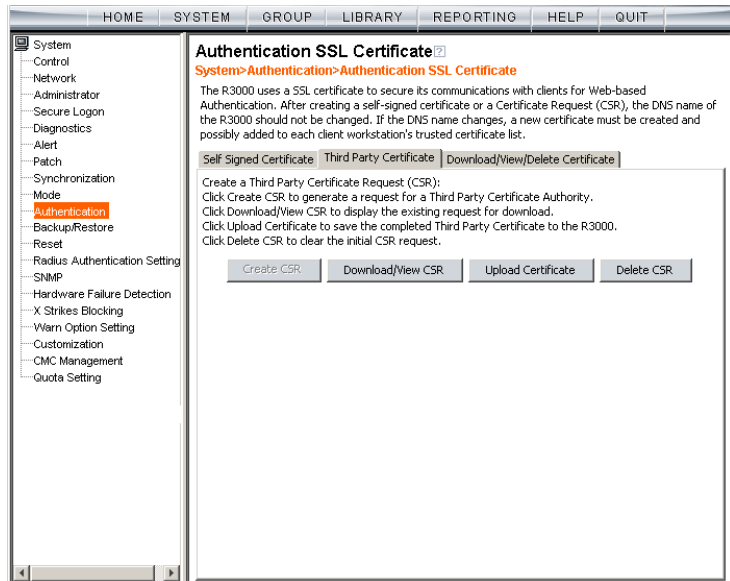 HOME SYSTEM GROUP LIBRARY REPORTING HELP QUIT
System
Control
Network
Administrator
Secure Logon
Diagnostics
Alert
Patch
Synchronization
Mode
Authentication
Backup/Restore
Reset
Radius Authentication Setting
SNMP
Hardware Failure Detection
X Strikes Blocking
Warn Option Setting
Customization
CMC Management
Quota Setting
Authentication SSL Certificate ?
System>Authentication>Authentication SSL Certificate
The R3000 uses a SSL certificate to secure its communications with clients for Web-based
Authentication. After creating a self-signed certificate or a Certificate Request (CSR), the DNS name of
the R3000 should not be changed. If the DNS name changes, a new certificate must be created and
possibly added to each client workstation's trusted certificate list.
Self Signed Certificate Third Party Certificate Download/View/Delete Certificate
Create a Third Party Certificate Request (CSR):
Click Create CSR to generate a request for a Third Party Certificate Authority.
Click Download/View CSR to display the existing request for download.
Click Upload Certificate to save the completed Third Party Certificate to the R3000.
Click Delete CSR to clear the initial CSR request.
Create CSR Download/View CSR Upload Certificate Delete CSR